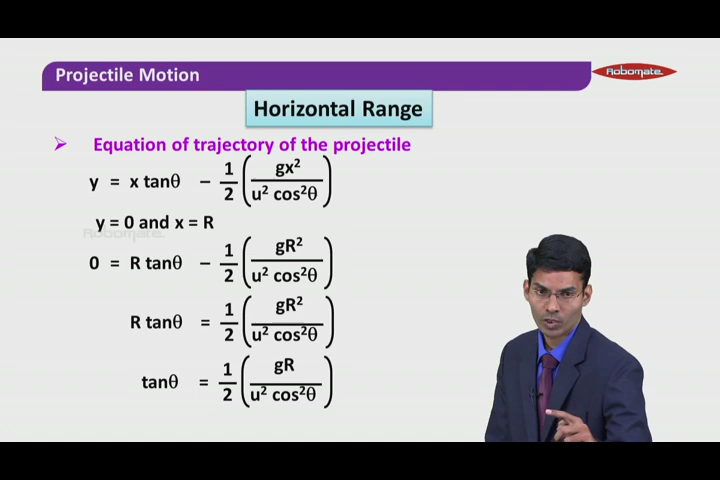 Projectile Motion
Robomate
Horizontal Range
➢ Equation of trajectory of the projectile
y = x tanθ – 1/2 (gx²/u² cos²θ)
y = 0 and x = R
Robomate
0 = R tanθ – 1/2 (gR²/u² cos²θ)
R tanθ = 1/2 (gR²/u² cos²θ)
tanθ = 1/2 (gR/u² cos²θ)